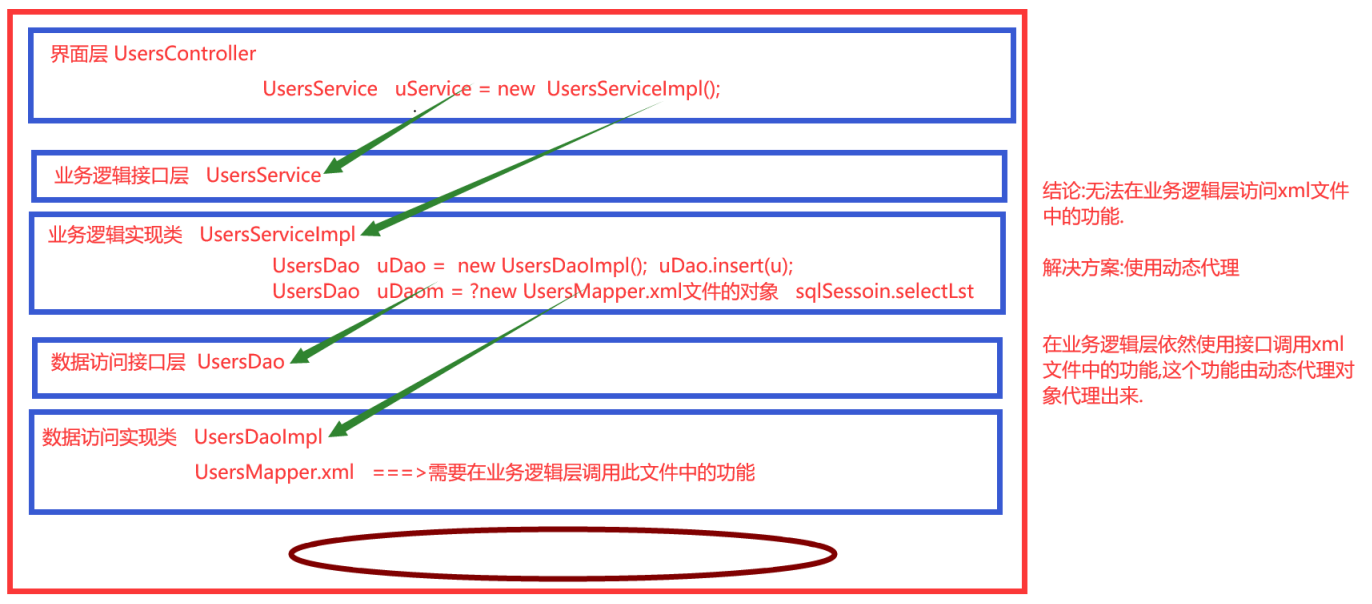 界面层 UsersController
UsersService uService = new UsersServiceImpl();
业务逻辑接口层 UsersService
业务逻辑实现类 UsersServiceImpl
UsersDao uDao = new UsersDaoImpl(); uDao.insert(u);
UsersDao uDaom = ?new UsersMapper.xml文件的对象 sqlSessoin.selectLst
数据访问接口层 UsersDao
数据访问实现类 UsersDaoImpl
UsersMapper.xml ===>需要在业务逻辑层调用此文件中的功能
结论:无法在业务逻辑层访问xml文件
中的功能.
解决方案:使用动态代理
在业务逻辑层依然使用接口调用xml
文件中的功能,这个功能由动态代理对
象代理出来.